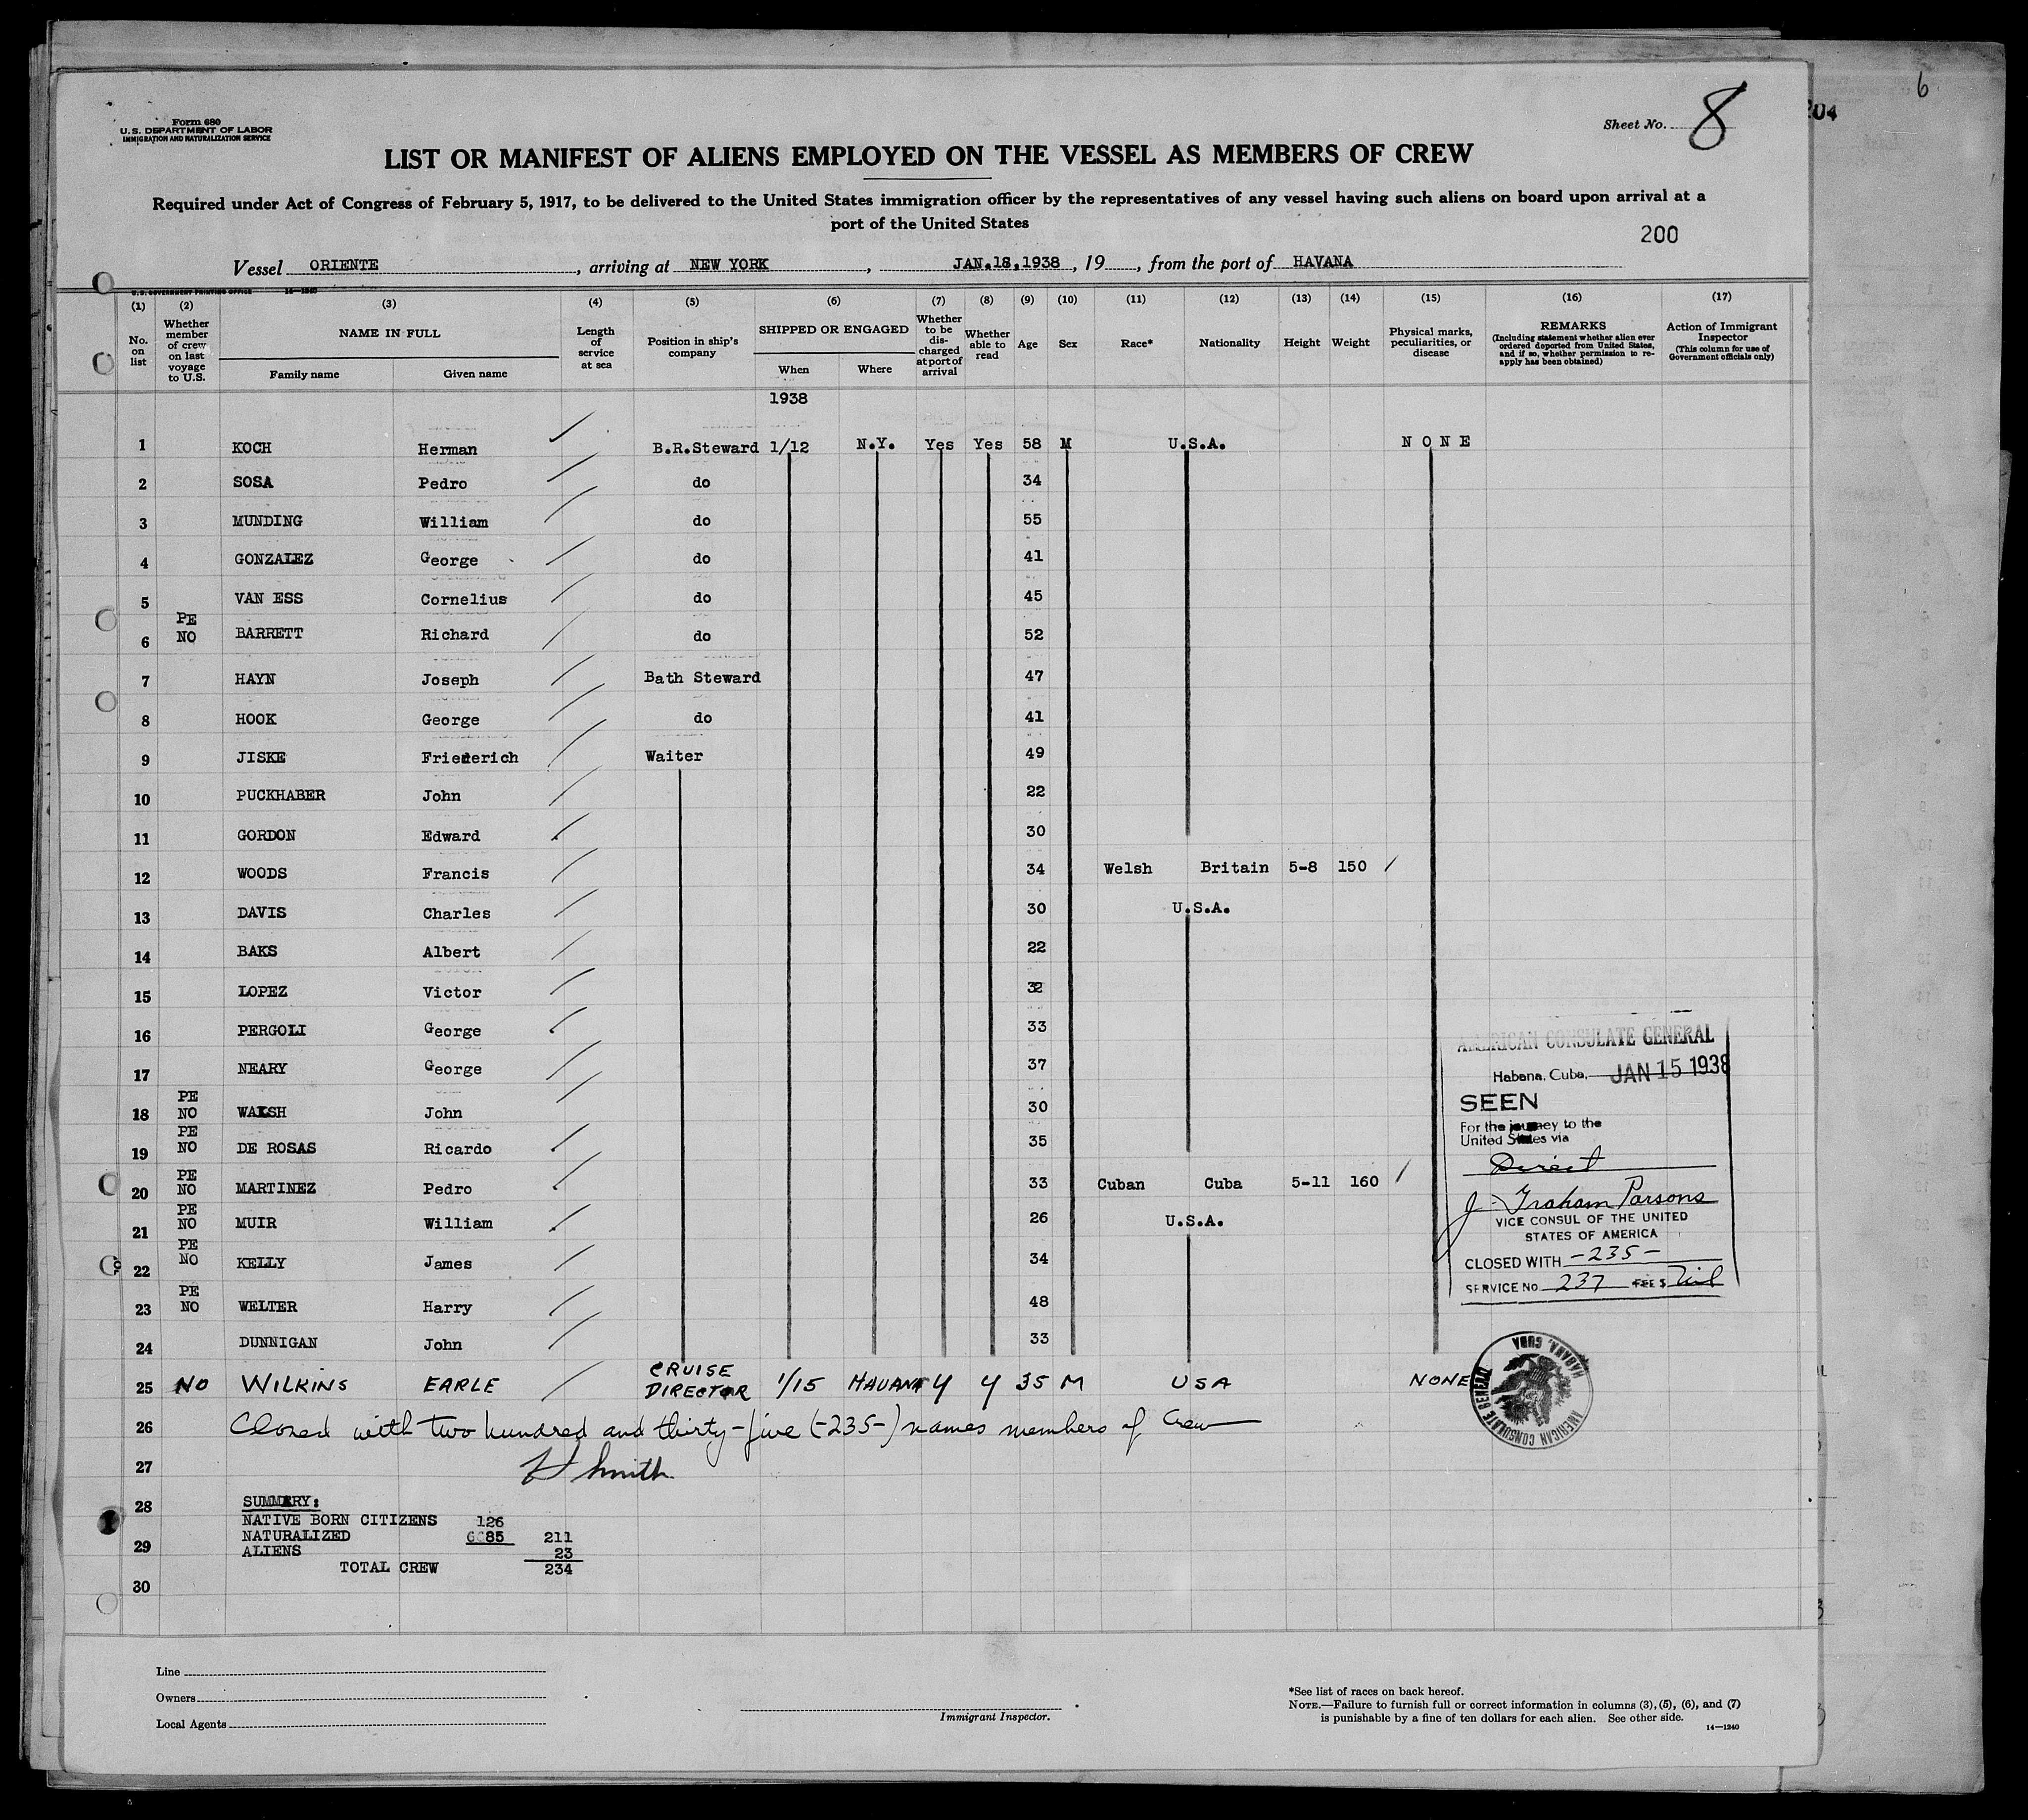 6
204
Form 680
U.S. DEPARTMENT OF LABOR
IMMIGRATION AND NATURALIZATION SERVICE
Sheet No. 8
LIST OR MANIFEST OF ALIENS EMPLOYED ON THE VESSEL AS MEMBERS OF CREW
Required under Act of Congress of February 5, 1917, to be delivered to the United States immigration officer by the representatives of any vessel having such aliens on board upon arrival at a
port of the United States
200
Vessel ORIENTE, arriving at NEW YORK, JAN.18,1938, 19, from the port of HAVANA
U.S. GOVERNMENT PRINTING OFFICE
(1) (2) (3) (4) (5) (6) (7) (8) (9) (10) (11) (12) (13) (14) (15) (16) (17)
No. on list
Whether member of crew on last voyage to U.S.
NAME IN FULL
Family name Given name
Length of service at sea
Position in ship's company
SHIPPED OR ENGAGED
When Where
Whether to be discharged at port of arrival
Whether able to read
Age
Sex
Race*
Nationality
Height
Weight
Physical marks, peculiarities, or disease
REMARKS
(Including statement whether alien ever ordered deported from United States, and if so, whether permission to reapply has been obtained)
Action of Immigrant Inspector
(This column for use of Government officials only)
1938
1 KOCH Herman B.R.Steward 1/12 N.Y. Yes Yes 58 M U.S.A. NONE
2 SOSA Pedro do 34
3 MUNDING William do 55
4 GONZALEZ George do 41
5 VAN ESS Cornelius do 45
6 PE NO BARRETT Richard do 52
7 HAYN Joseph Bath Steward 47
8 HOOK George do 41
9 JISKE Friederich Waiter 49
10 PUCKHABER John 22
11 GORDON Edward 30
12 WOODS Francis 34 Welsh Britain 5-8 150
13 DAVIS Charles 30 U.S.A.
14 BAKS Albert 22
15 LOPEZ Victor 32
16 PERGOLI George 33
17 NEARY George 37
18 PE NO WALSH John 30
19 PE NO DE ROSAS Ricardo 35
20 PE NO MARTINEZ Pedro 33 Cuban Cuba 5-11 160
21 PE NO MUIR William 26 U.S.A.
22 PE NO KELLY James 34
23 PE NO WELTER Harry 48
24 DUNNIGAN John 33
25 NO WILKINS EARLE CRUISE DIRECTOR 1/15 HAVANA Y Y 35 M USA NONE
26 Closed with two hundred and thirty-five (-235-) names members of Crew
27 Smith
28 SUMMARY:
NATIVE BORN CITIZENS 126
29 NATURALIZED 85 211
ALIENS 23
TOTAL CREW 234
30
AMERICAN CONSULATE GENERAL
Habana, Cuba, JAN 15 1938
SEEN
For the journey to the
United States via
Direct
J. Graham Parsons
VICE CONSUL OF THE UNITED
STATES OF AMERICA
CLOSED WITH -235-
SERVICE NO 237 FEE $ Nil
AMERICAN CONSULATE GENERAL HABANA, CUBA
Line
Owners
Local Agents
Immigrant Inspector.
*See list of races on back hereof.
NOTE.—Failure to furnish full or correct information in columns (3), (5), (6), and (7)
is punishable by a fine of ten dollars for each alien. See other side.
14—1240